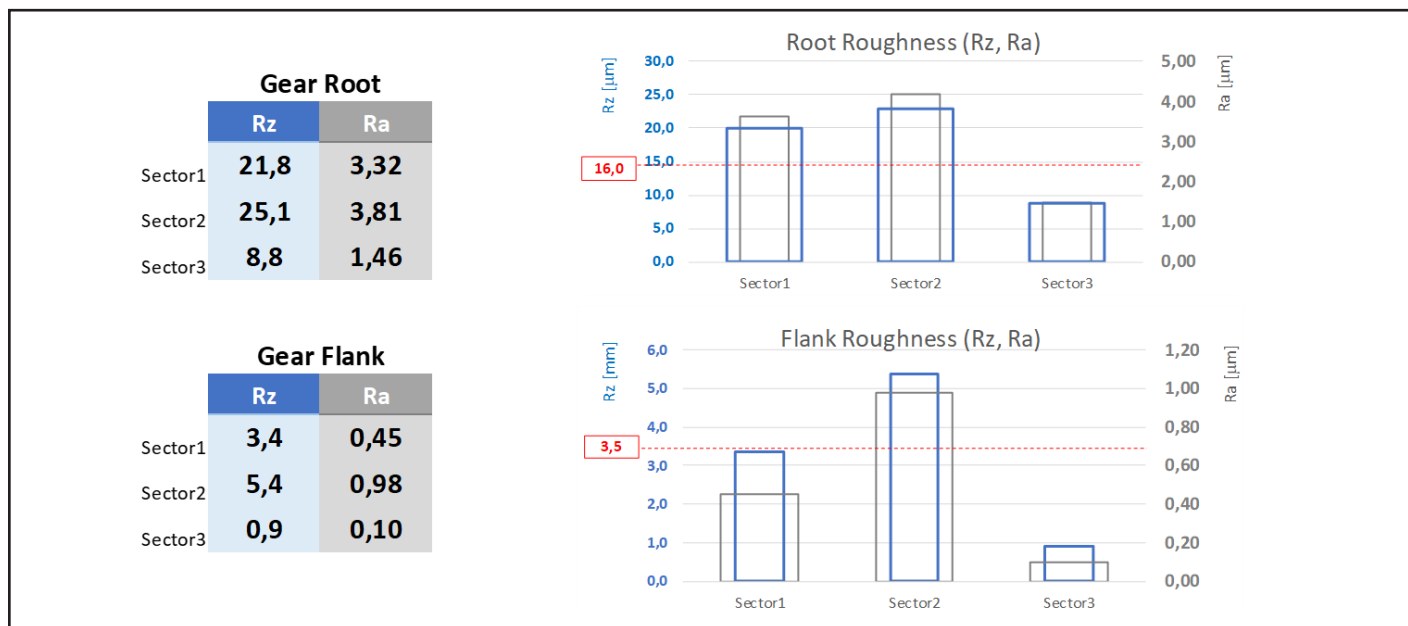 Gear Root
Rz Ra
Sector1 21,8 3,32
Sector2 25,1 3,81
Sector3 8,8 1,46
Root Roughness (Rz, Ra)
Rz [µm]
30,0
25,0
20,0
15,0
10,0
5,0
0,0
16,0
5,00
4,00
3,00
2,00
1,00
0,00
Ra [µm]
Sector1 Sector2 Sector3
Gear Flank
Rz Ra
Sector1 3,4 0,45
Sector2 5,4 0,98
Sector3 0,9 0,10
Flank Roughness (Rz, Ra)
Rz [mm]
6,0
5,0
4,0
3,0
2,0
1,0
0,0
3,5
1,20
1,00
0,80
0,60
0,40
0,20
0,00
Ra [µm]
Sector1 Sector2 Sector3